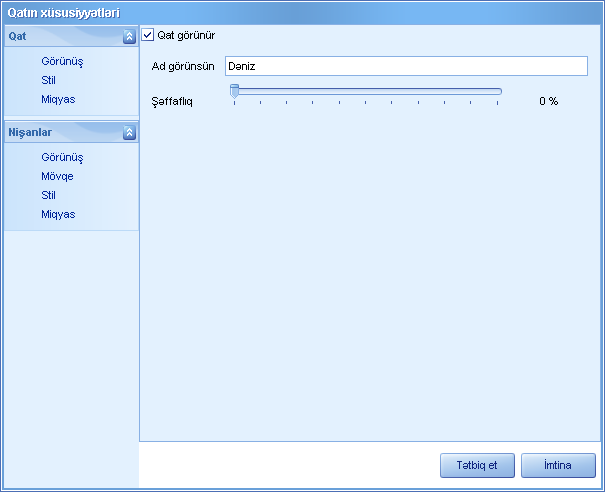 Qatın xüsusiyyətləri
Qat
Görünüş
Stil
Miqyas
Nişanlar
Görünüş
Mövqe
Stil
Miqyas
Qat görünür
Ad görünsün Dəniz
Şəffaflıq 0 %
Tətbiq et İmtina